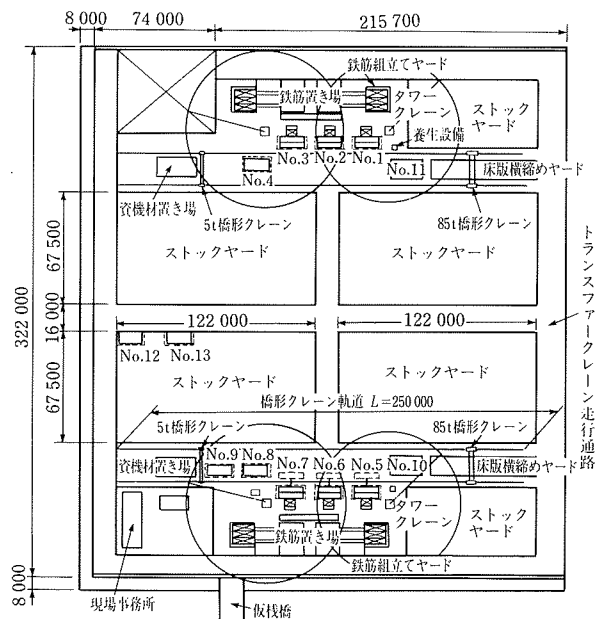 8 000
74 000
215 700
鉄筋組立てヤード
鉄筋置き場
タワー
クレーン
ストック
ヤード
養生設備
No.3
No.2
No.1
No.4
No.11
床版横締めヤード
資機材置き場
5t橋形クレーン
85t橋形クレーン
ストックヤード
ストックヤード
トランスファークレーン走行通路
67 500
322 000
16 000
122 000
122 000
No.12
No.13
ストックヤード
ストックヤード
67 500
橋形クレーン軌道 L=250 000
5t橋形クレーン
85t橋形クレーン
資機材置き場
No.9
No.8
No.7
No.6
No.5
No.10
床版横締めヤード
タワー
クレーン
ストック
ヤード
鉄筋置き場
鉄筋組立てヤード
8 000
現場事務所
仮桟橋